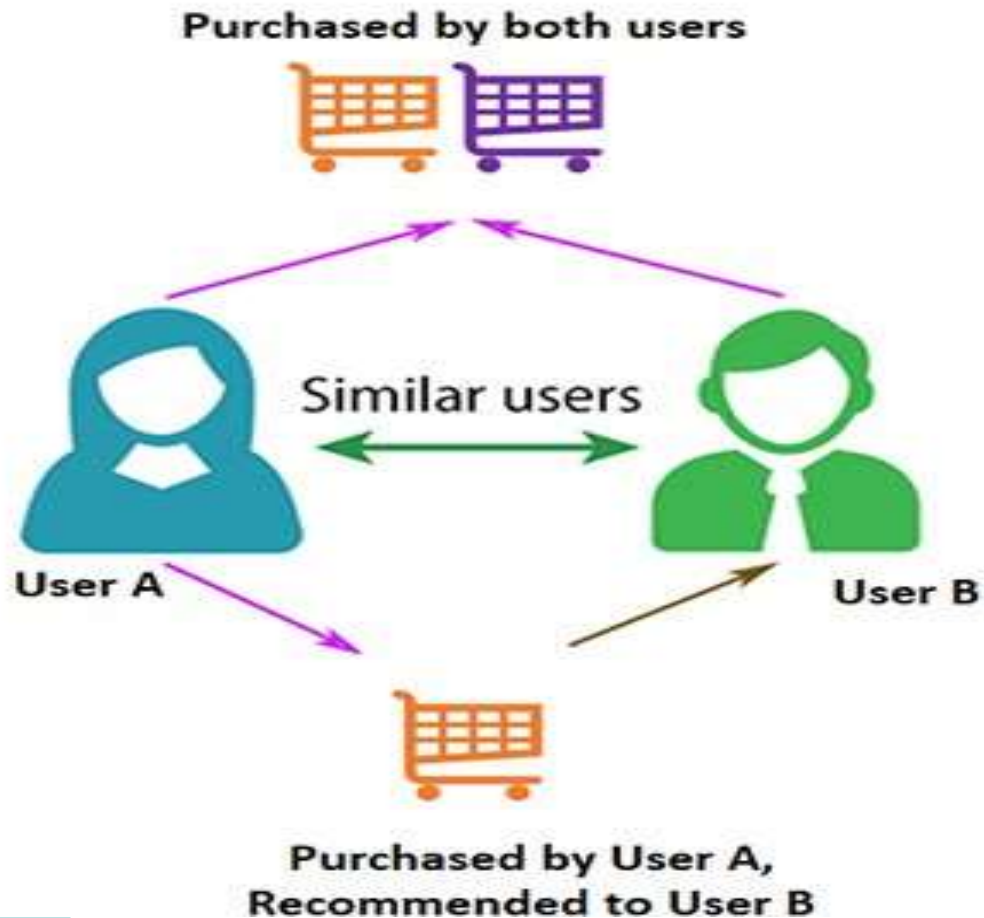 Purchased by both users
Similar users
User A
User B
Purchased by User A,
Recommended to User B